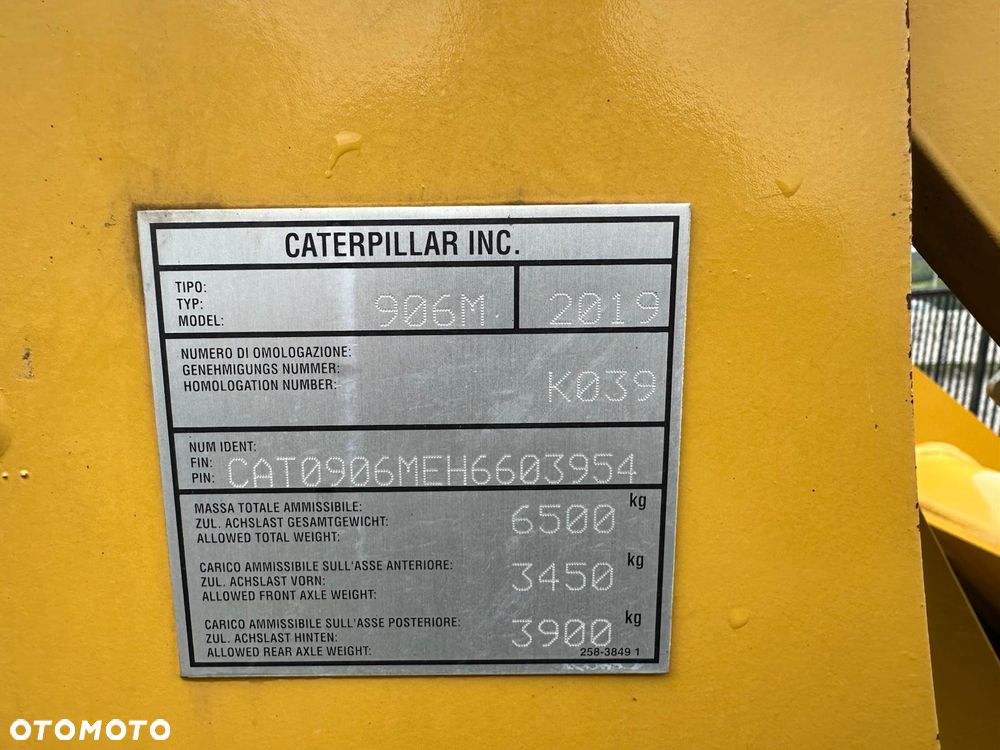 CATERPILLAR INC.
TIPO:
TYP:
MODEL: 906M 2019
NUMERO DI OMOLOGAZIONE:
GENEHMIGUNGS NUMMER:
HOMOLOGATION NUMBER: K039
NUM IDENT:
FIN:
PIN: CAT0906MEH6603954
MASSA TOTALE AMMISSIBILE:
ZUL. ACHSLAST GESAMTGEWICHT: 6500 kg
ALLOWED TOTAL WEIGHT:
CARICO AMMISSIBILE SULL'ASSE ANTERIORE:
ZUL. ACHSLAST VORN: 3450 kg
ALLOWED FRONT AXLE WEIGHT:
CARICO AMMISSIBILE SULL'ASSE POSTERIORE:
ZUL. ACHSLAST HINTEN: 3900 kg
ALLOWED REAR AXLE WEIGHT:
258-3849 1
OTOMOTO